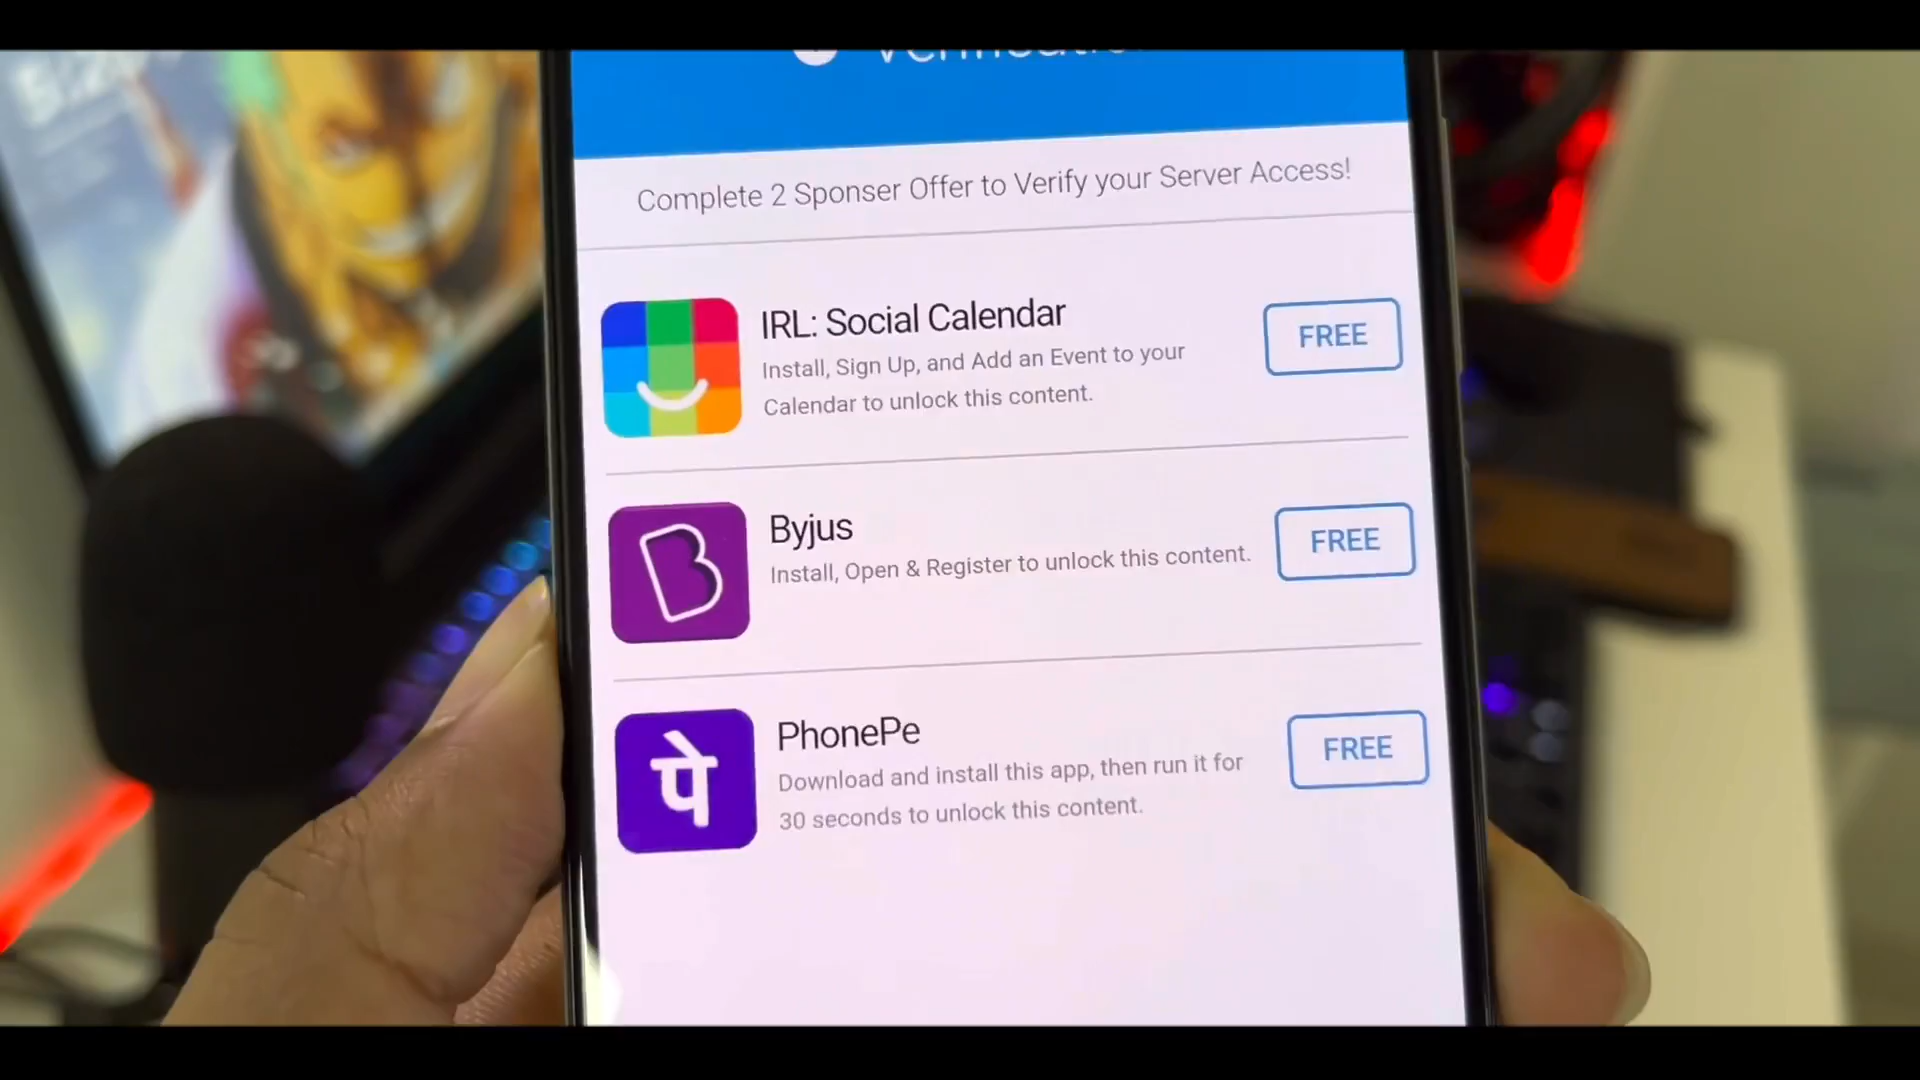 Complete 2 Sponser Offer to Verify your Server Access!
IRL: Social Calendar
Install, Sign Up, and Add an Event to your
Calendar to unlock this content.
FREE
Byjus
Install, Open & Register to unlock this content.
FREE
पे
PhonePe
Download and install this app, then run it for
30 seconds to unlock this content.
FREE